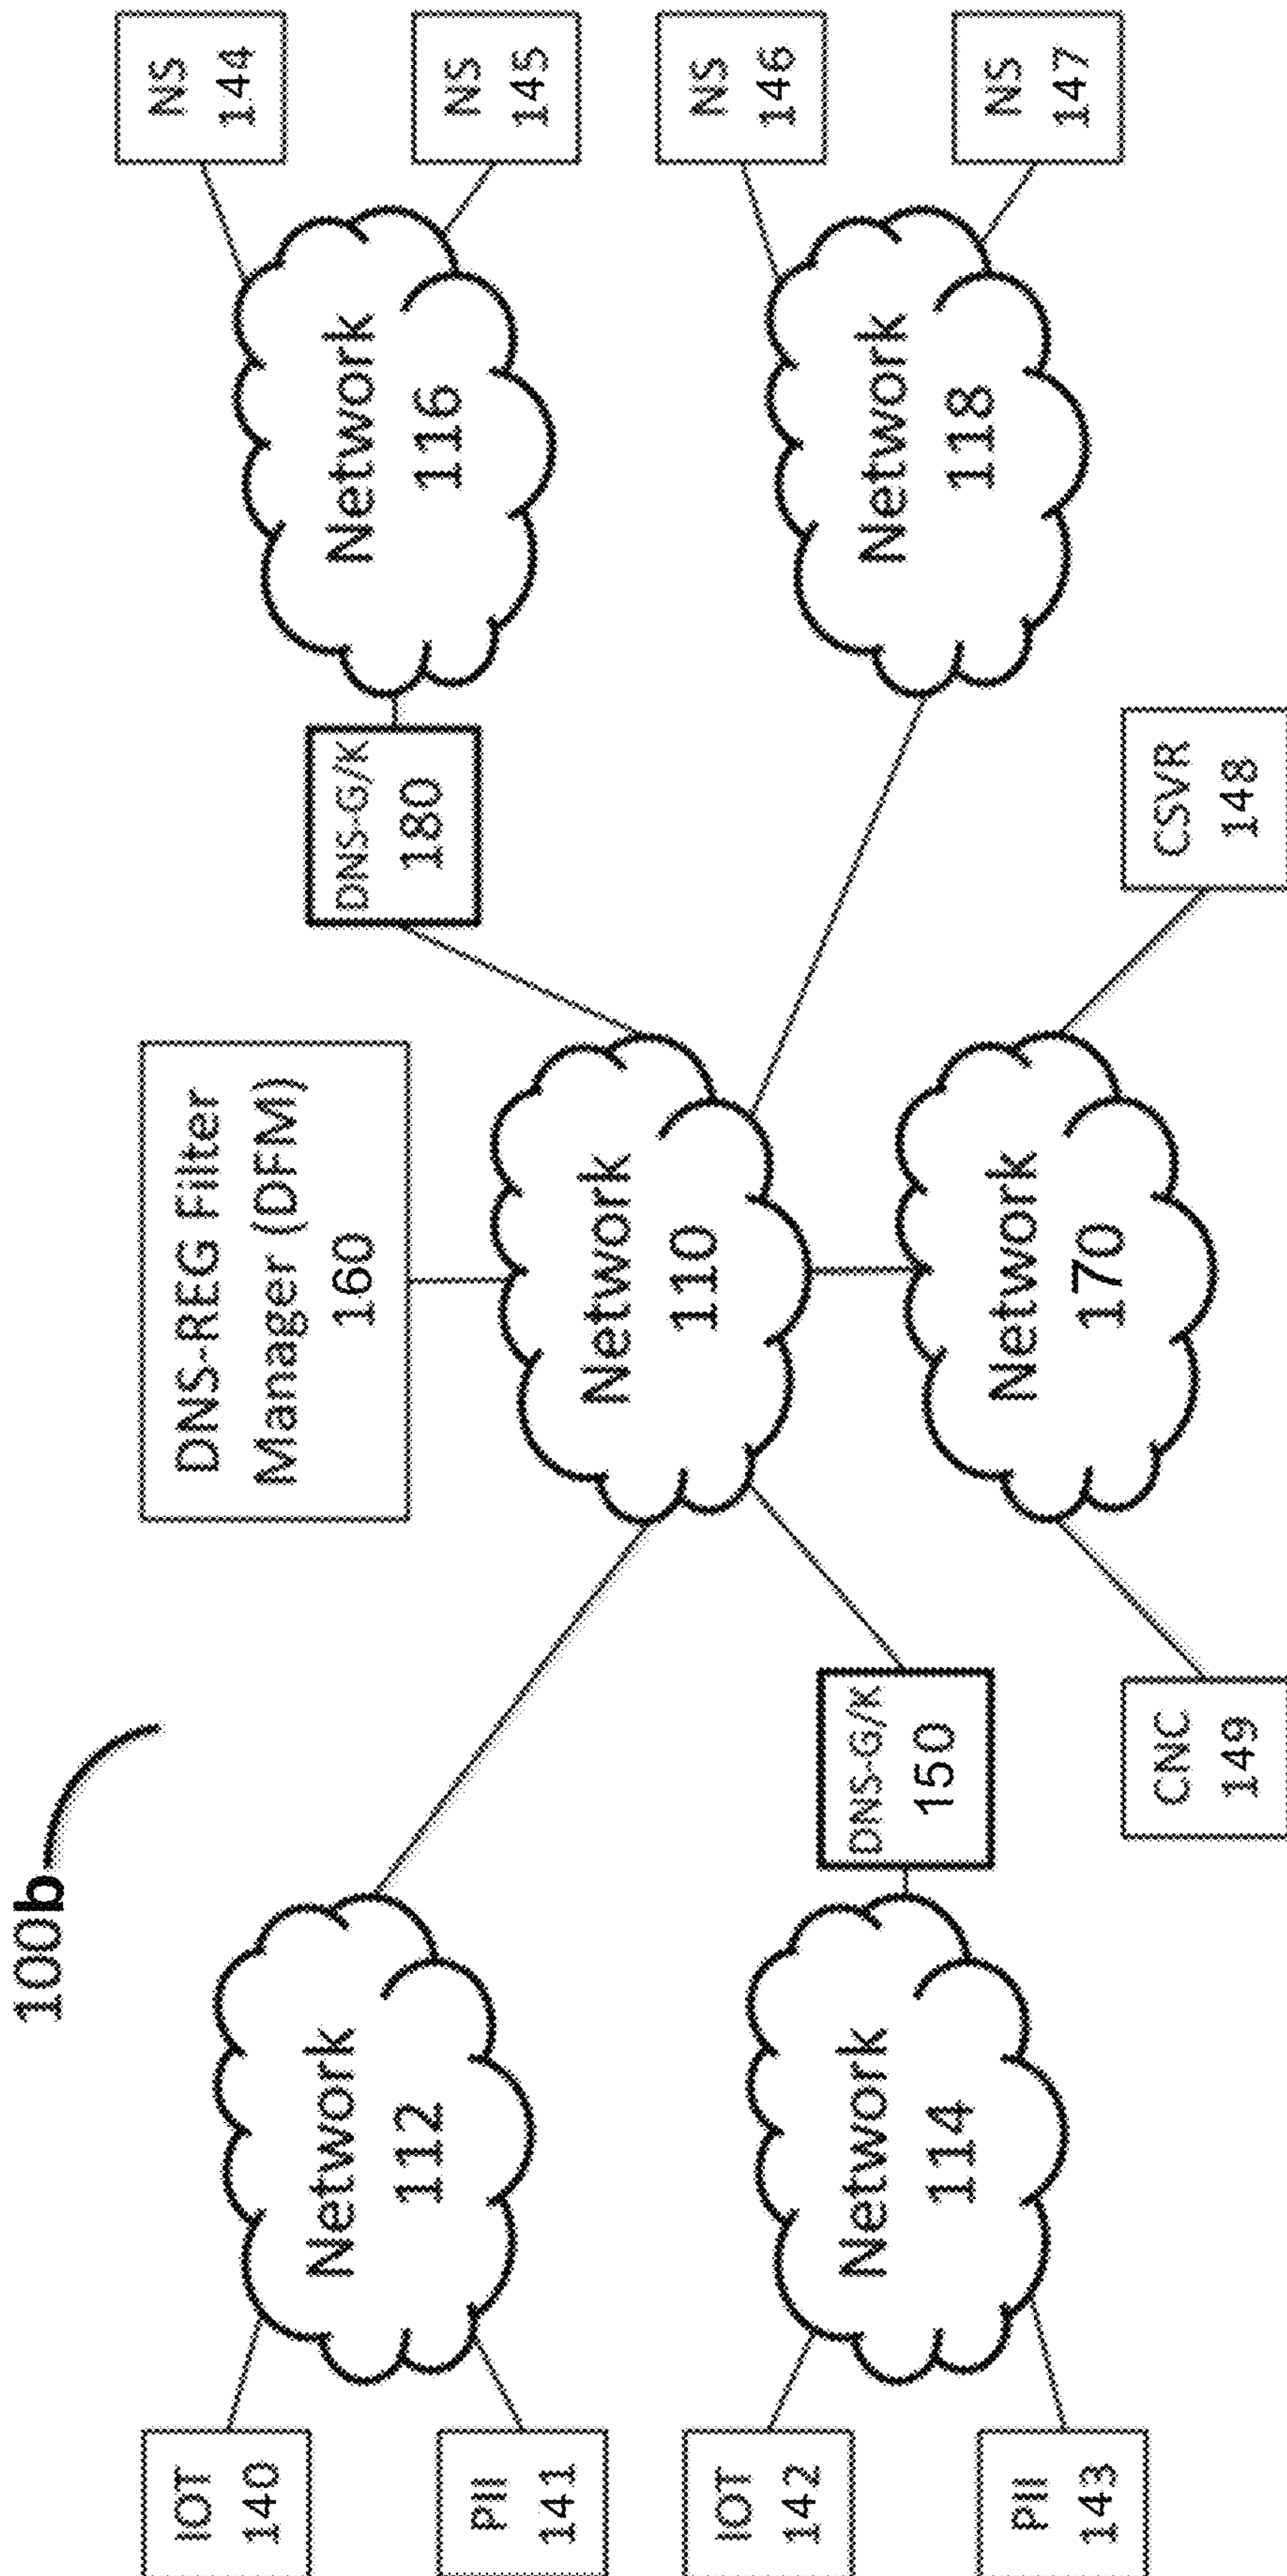 100b
IOT
140
PII
141
IOT
142
PII
143
Network
112
Network
114
DNS-G/K
150
CNC
149
DNS-REG Filter
Manager (DFM)
160
Network
110
Network
170
DNS-G/K
180
CSVR
148
Network
116
Network
118
NS
144
NS
145
NS
146
NS
147